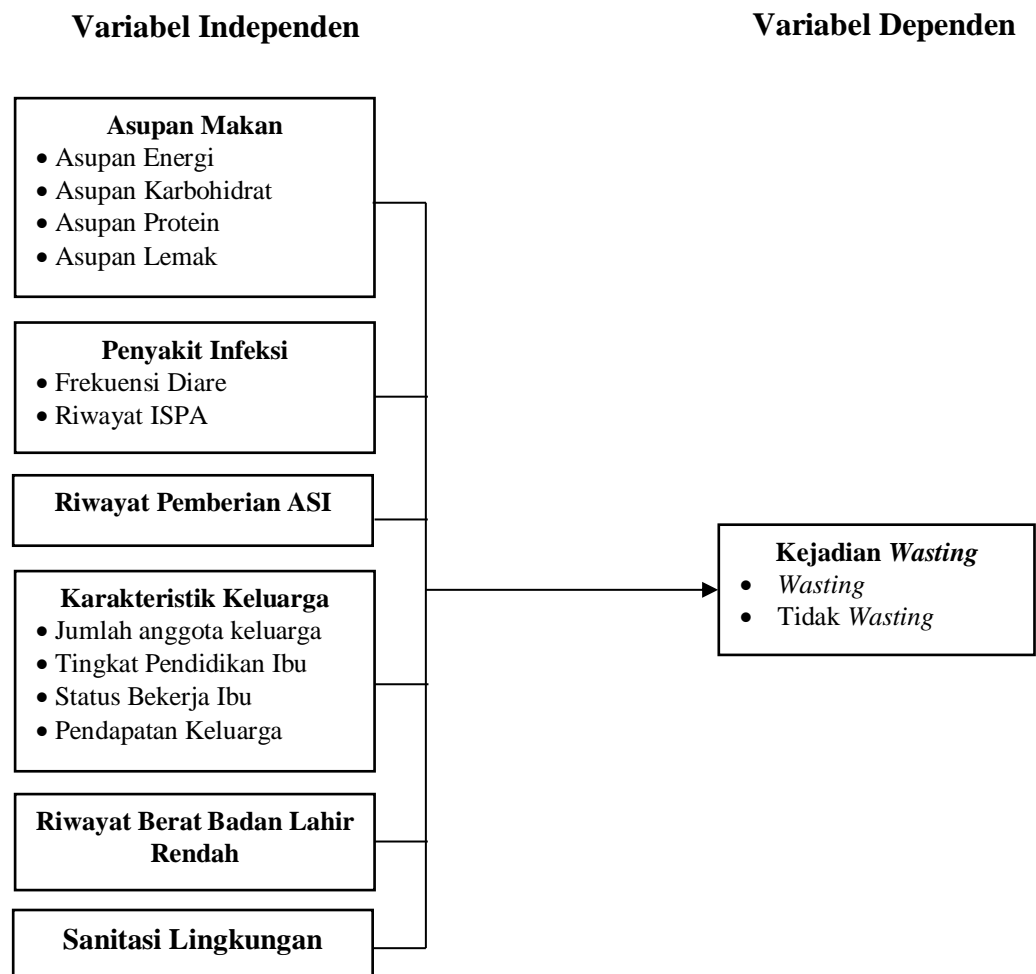 Variabel Independen
Variabel Dependen
Asupan Makan
• Asupan Energi
• Asupan Karbohidrat
• Asupan Protein
• Asupan Lemak
Penyakit Infeksi
• Frekuensi Diare
• Riwayat ISPA
Riwayat Pemberian ASI
Karakteristik Keluarga
• Jumlah anggota keluarga
• Tingkat Pendidikan Ibu
• Status Bekerja Ibu
• Pendapatan Keluarga
Riwayat Berat Badan Lahir
Rendah
Sanitasi Lingkungan
Kejadian Wasting
• Wasting
• Tidak Wasting